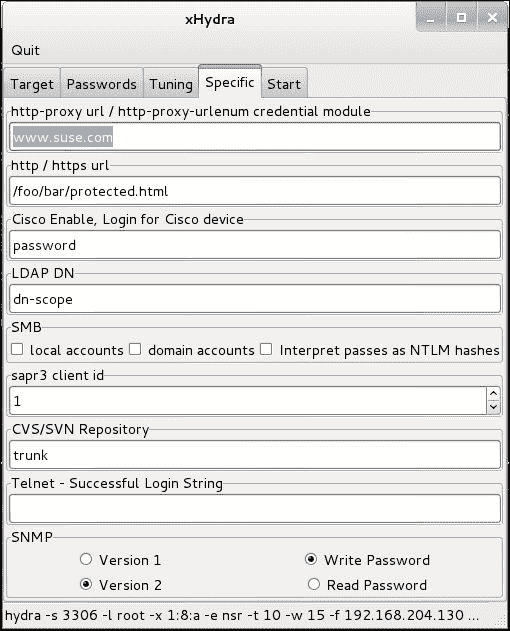 xHydra
Quit
Target Passwords Tuning Specific Start
http-proxy url / http-proxy-urlenum credential module
www.suse.com
http / https url
/foo/bar/protected.html
Cisco Enable, Login for Cisco device
password
LDAP DN
dn-scope
SMB
local accounts domain accounts Interpret passes as NTLM hashes
sapr3 client id
1
CVS/SVN Repository
trunk
Telnet - Successful Login String
SNMP
Version 1 Write Password
Version 2 Read Password
hydra -s 3306 -l root -x 1:8:a -e nsr -t 10 -w 15 -f 192.168.204.130 ...